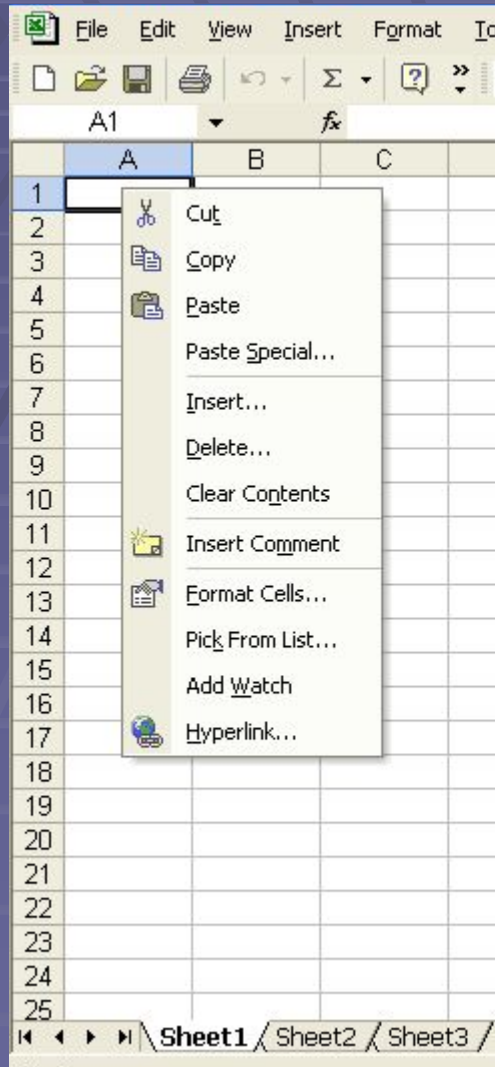 File Edit View Insert Format To
Σ ? »
A1 fx
A B C
1
Cut
2
3
Copy
4
Paste
5
6
Paste Special...
7
Insert...
8
Delete...
9
10
Clear Contents
11
Insert Comment
12
13
Format Cells...
14
Pick From List...
15
Add Watch
16
17
Hyperlink...
18
19
20
21
22
23
24
25
Sheet1 / Sheet2 / Sheet3 /